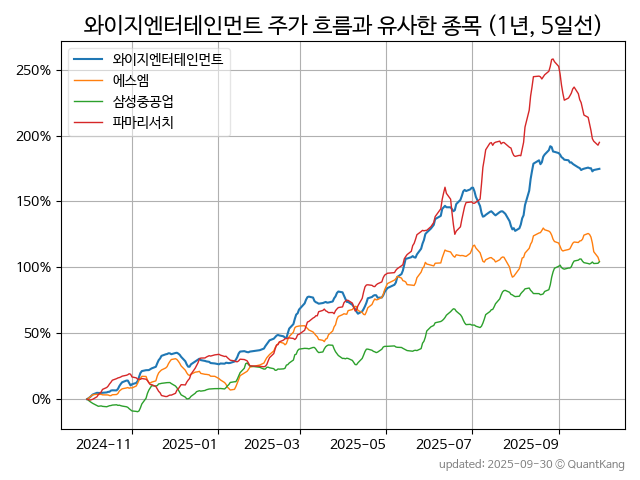 와이지엔터테인먼트 주가 흐름과 유사한 종목 (1년, 5일선)
와이지엔터테인먼트
에스엠
삼성중공업
파마리서치
250%
200%
150%
100%
50%
0%
2024-11 2025-01 2025-03 2025-05 2025-07 2025-09
updated: 2025-09-30 © QuantKang